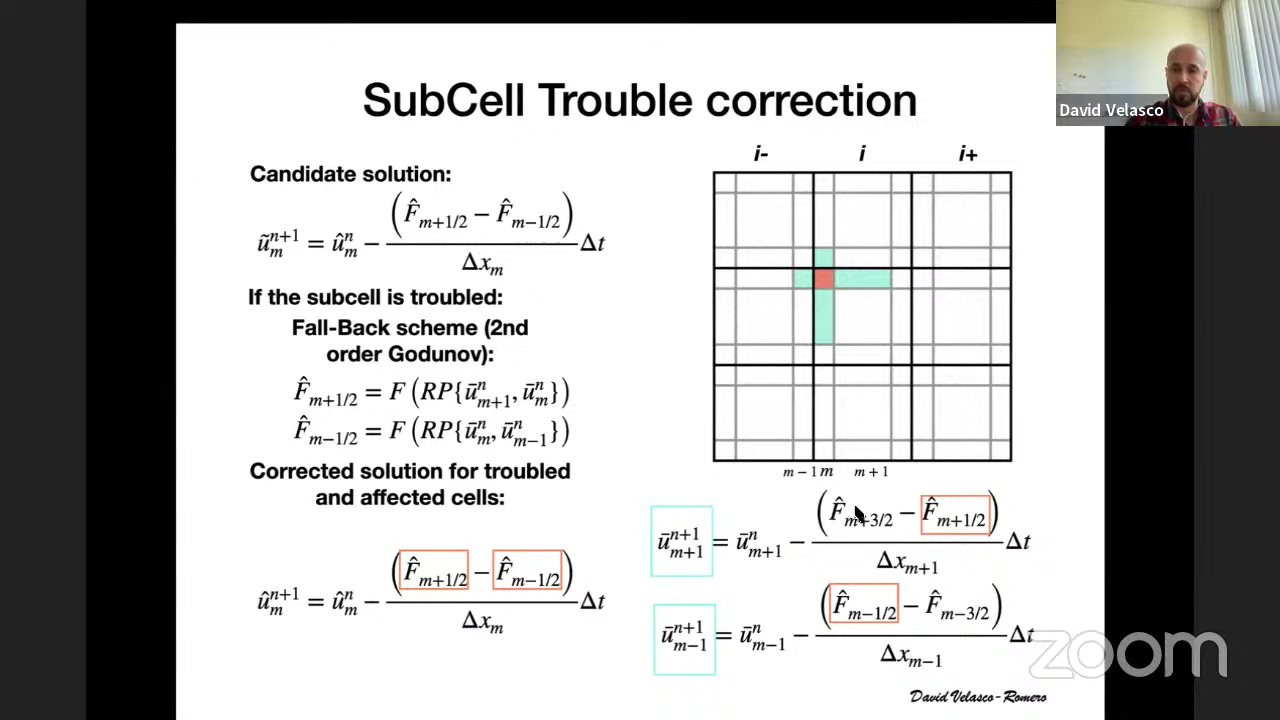 SubCell Trouble correction
David Velasco
Candidate solution:
ũ_m^{n+1} = û_m^n − (F̂_{m+1/2} − F̂_{m−1/2}) / Δx_m Δt
If the subcell is troubled:
Fall-Back scheme (2nd
order Godunov):
F̂_{m+1/2} = F (RP{ū_{m+1}^n, ū_m^n})
F̂_{m−1/2} = F (RP{ū_m^n, ū_{m−1}^n})
Corrected solution for troubled
and affected cells:
û_m^{n+1} = û_m^n − (F̂_{m+1/2} − F̂_{m−1/2}) / Δx_m Δt
i- i i+
m − 1 m m + 1
ū_{m+1}^{n+1} = ū_{m+1}^n − (F̂_{m+3/2} − F̂_{m+1/2}) / Δx_{m+1} Δt
ū_{m−1}^{n+1} = ū_{m−1}^n − (F̂_{m−1/2} − F̂_{m−3/2}) / Δx_{m−1} Δt
zoom
David Velasco-Romero